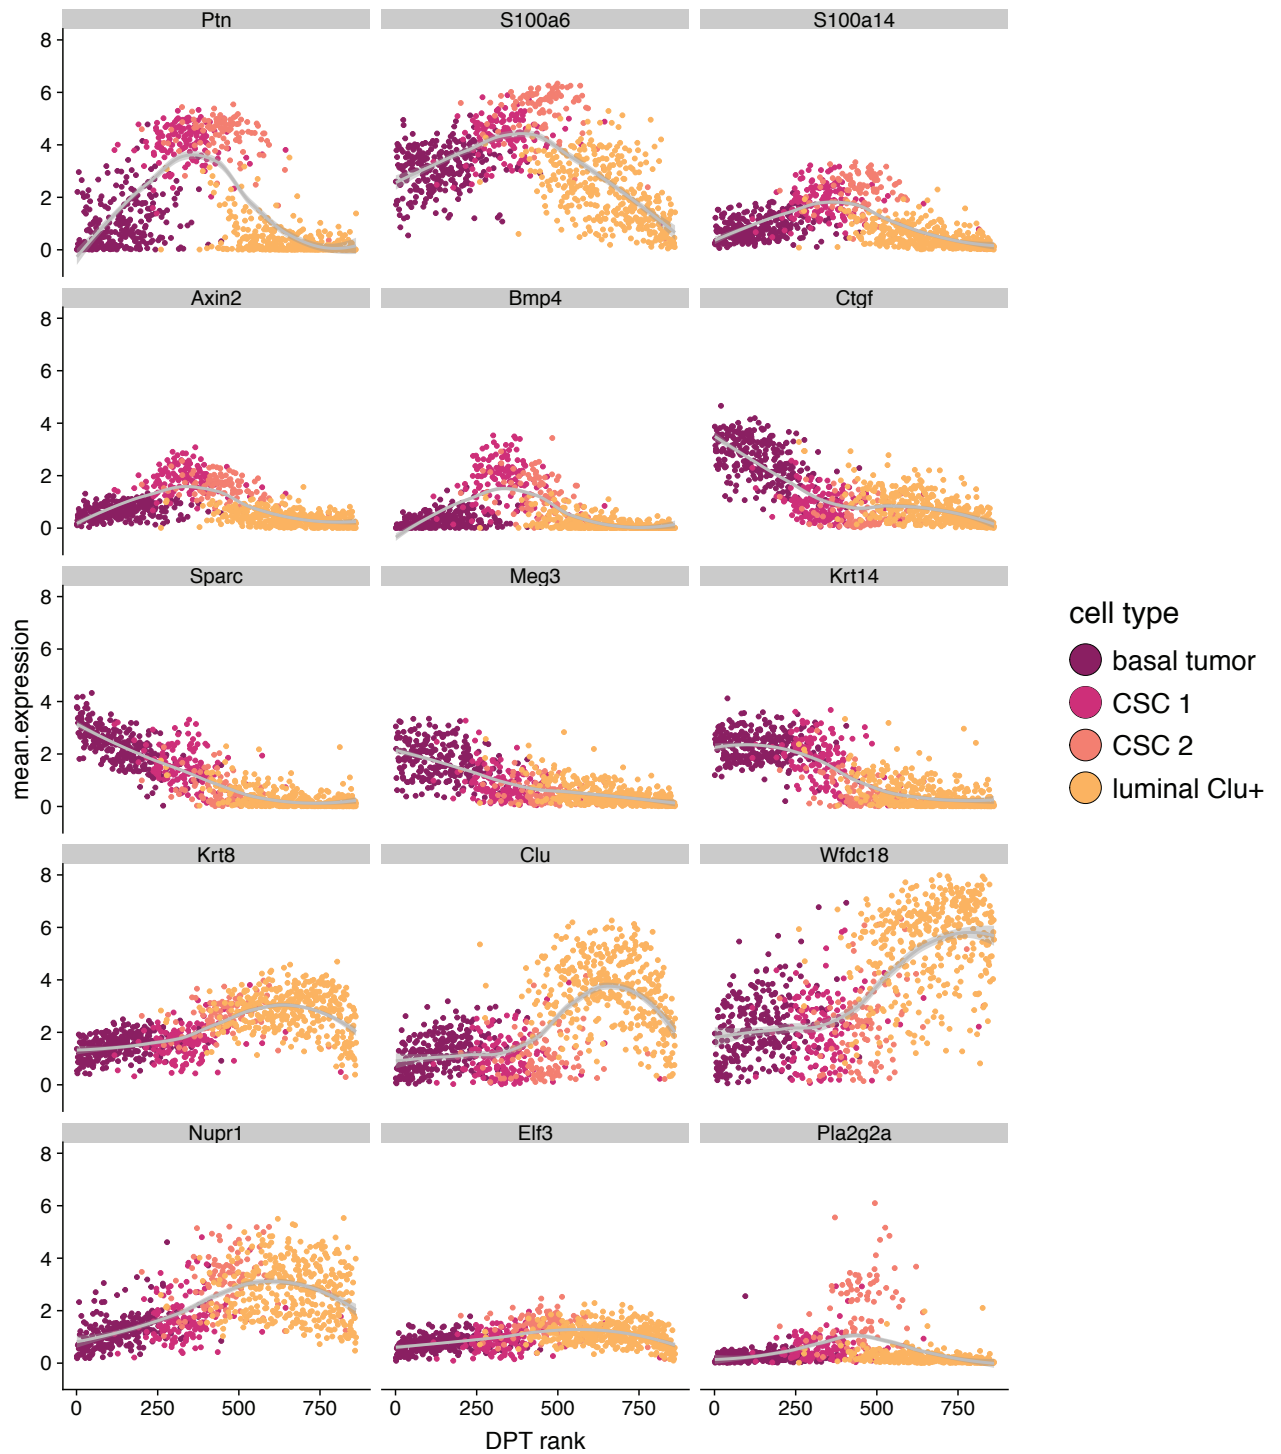 Ptn S100a6 S100a14
8
6
4
2
0
Axin2 Bmp4 Ctgf
8
6
4
2
0
Sparc Meg3 Krt14
8
6
4
2
0
Krt8 Clu Wfdc18
8
6
4
2
0
Nupr1 Elf3 Pla2g2a
8
6
4
2
0
0 250 500 750 0 250 500 750 0 250 500 750
DPT rank
mean.expression
cell type
basal tumor
CSC 1
CSC 2
luminal Clu+